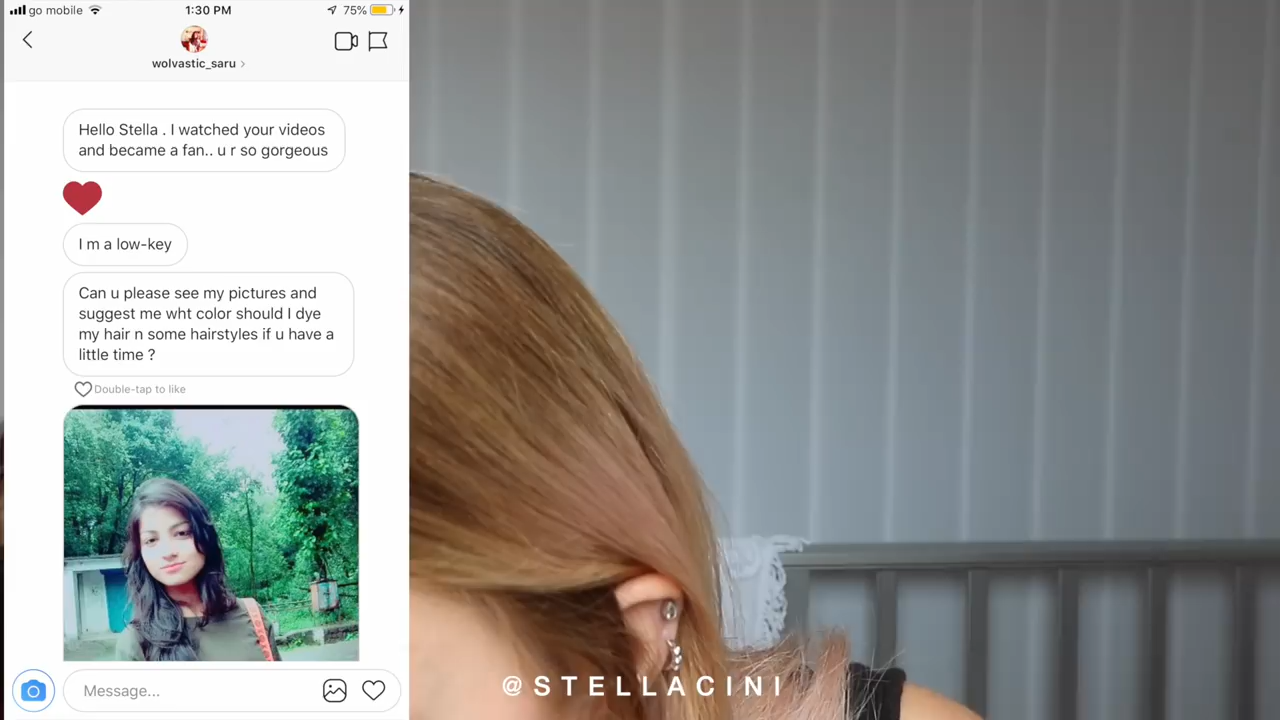 go mobile 1:30 PM 75%
wolvastic_saru
Hello Stella . I watched your videos
and became a fan.. u r so gorgeous
I m a low-key
Can u please see my pictures and
suggest me wht color should I dye
my hair n some hairstyles if u have a
little time ?
Double-tap to like
Message...
@STELLACINI